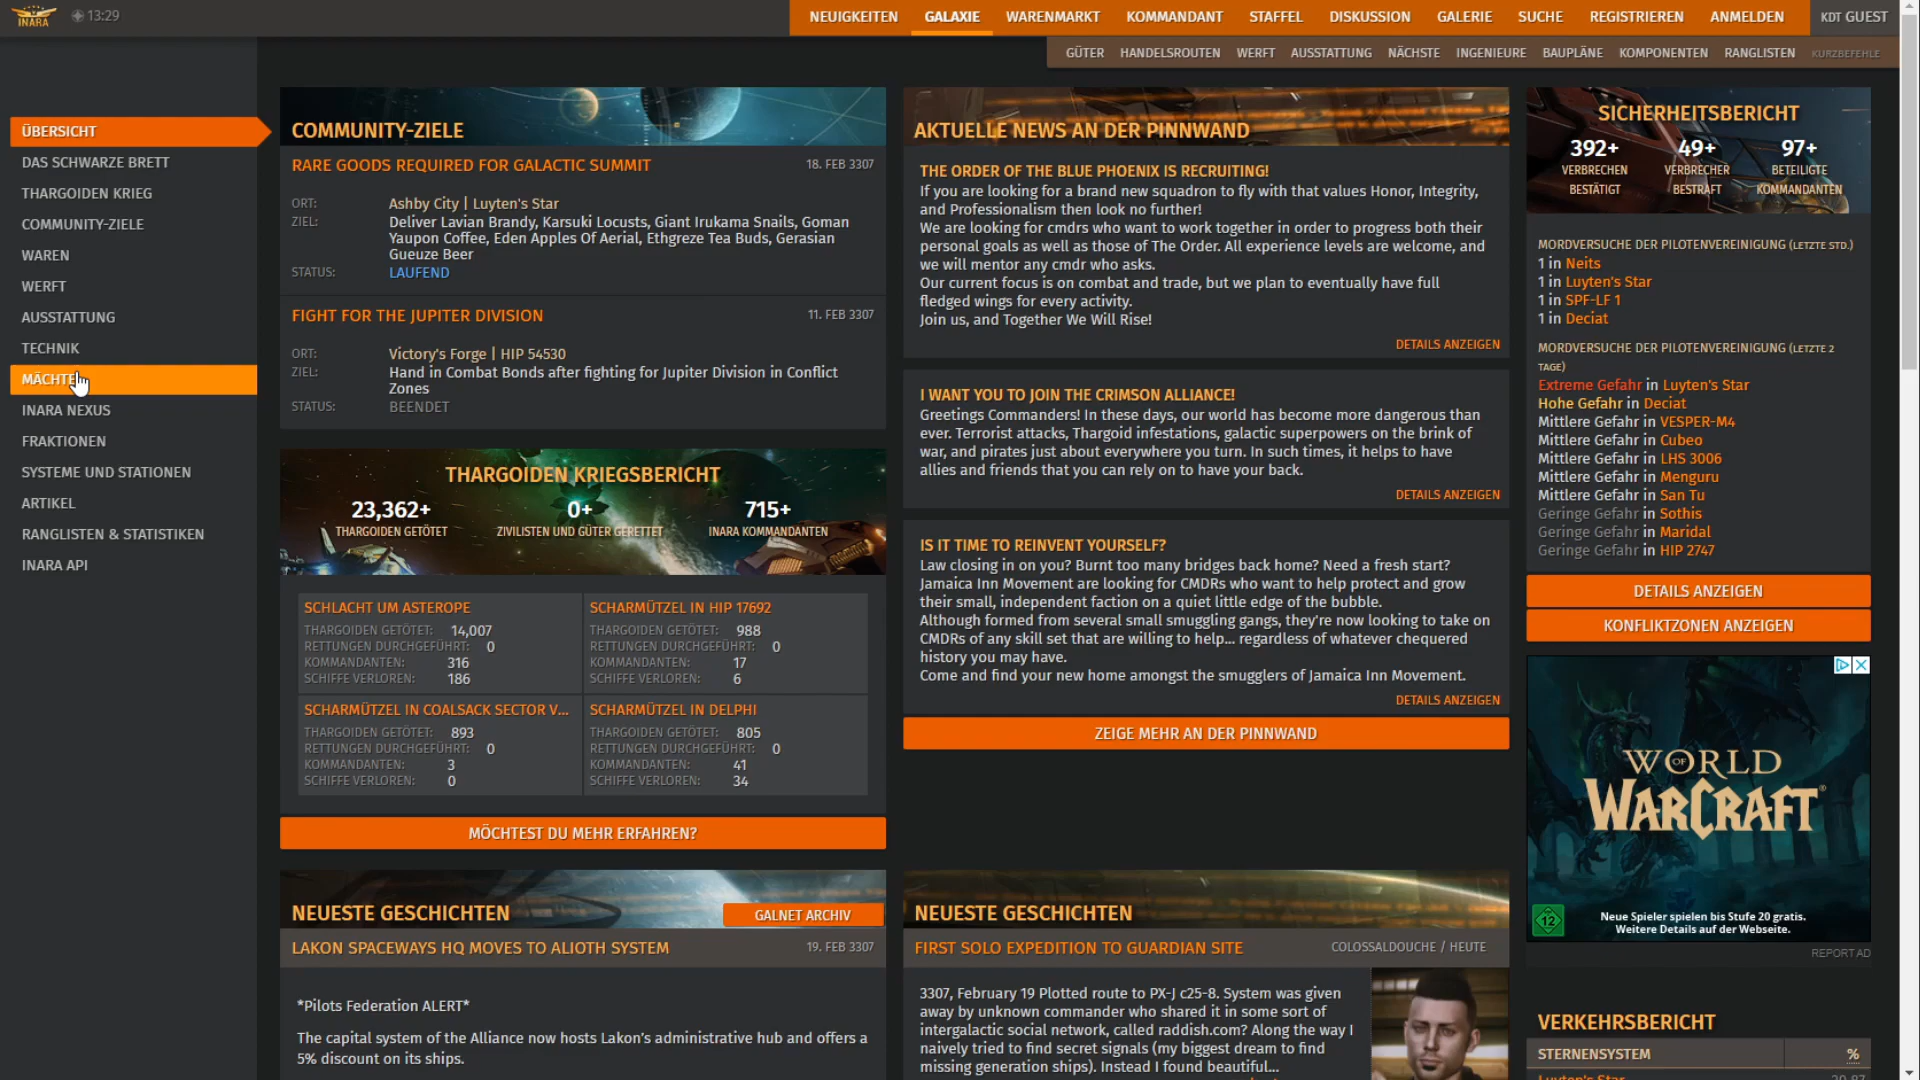 INARA
13:29
NEUIGKEITEN GALAXIE WARENMARKT KOMMANDANT STAFFEL DISKUSSION GALERIE SUCHE REGISTRIEREN ANMELDEN KDT GUEST
GÜTER HANDELSROUTEN WERFT AUSSTATTUNG NÄCHSTE INGENIEURE BAUPLÄNE KOMPONENTEN RANGLISTEN KURZBEFEHLE
ÜBERSICHT
DAS SCHWARZE BRETT
THARGOIDEN KRIEG
COMMUNITY-ZIELE
WAREN
WERFT
AUSSTATTUNG
TECHNIK
INARA NEXUS
FRAKTIONEN
SYSTEME UND STATIONEN
ARTIKEL
RANGLISTEN & STATISTIKEN
INARA API
COMMUNITY-ZIELE
RARE GOODS REQUIRED FOR GALACTIC SUMMIT 18. FEB 3307
ORT: Ashby City | Luyten's Star
ZIEL: Deliver Lavian Brandy, Karsuki Locusts, Giant Irukama Snails, Goman
Yaupon Coffee, Eden Apples Of Aerial, Ethgreze Tea Buds, Gerasian
Gueuze Beer
STATUS: LAUFEND
FIGHT FOR THE JUPITER DIVISION 11. FEB 3307
ORT: Victory's Forge | HIP 54530
ZIEL: Hand in Combat Bonds after fighting for Jupiter Division in Conflict
Zones
STATUS: BEENDET
THARGOIDEN KRIEGSBERICHT
23,362+ 0+ 715+
THARGOIDEN GETÖTET ZIVILISTEN UND GÜTER GERETTET INARA KOMMANDANTEN
SCHLACHT UM ASTEROPE
THARGOIDEN GETÖTET: 14,007
RETTUNGEN DURCHGEFÜHRT: 0
KOMMANDANTEN: 316
SCHIFFE VERLOREN: 186
SCHARMÜTZEL IN HIP 17692
THARGOIDEN GETÖTET: 988
RETTUNGEN DURCHGEFÜHRT: 0
KOMMANDANTEN: 17
SCHIFFE VERLOREN: 6
SCHARMÜTZEL IN COALSACK SECTOR V...
THARGOIDEN GETÖTET: 893
RETTUNGEN DURCHGEFÜHRT: 0
KOMMANDANTEN: 3
SCHIFFE VERLOREN: 0
SCHARMÜTZEL IN DELPHI
THARGOIDEN GETÖTET: 805
RETTUNGEN DURCHGEFÜHRT: 0
KOMMANDANTEN: 41
SCHIFFE VERLOREN: 34
MÖCHTEST DU MEHR ERFAHREN?
NEUESTE GESCHICHTEN GALNET ARCHIV
LAKON SPACEWAYS HQ MOVES TO ALIOTH SYSTEM 19. FEB 3307
*Pilots Federation ALERT*
The capital system of the Alliance now hosts Lakon's administrative hub and offers a
5% discount on its ships.
AKTUELLE NEWS AN DER PINNWAND
THE ORDER OF THE BLUE PHOENIX IS RECRUITING!
If you are looking for a brand new squadron to fly with that values Honor, Integrity,
and Professionalism then look no further!
We are looking for cmdrs who want to work together in order to progress both their
personal goals as well as those of The Order. All experience levels are welcome, and
we will mentor any cmdr who asks.
Our current focus is on combat and trade, but we plan to eventually have full
fledged wings for every activity.
Join us, and Together We Will Rise!
DETAILS ANZEIGEN
I WANT YOU TO JOIN THE CRIMSON ALLIANCE!
Greetings Commanders! In these days, our world has become more dangerous than
ever. Terrorist attacks, Thargoid infestations, galactic superpowers on the brink of
war, and pirates just about everywhere you turn. In such times, it helps to have
allies and friends that you can rely on to have your back.
DETAILS ANZEIGEN
IS IT TIME TO REINVENT YOURSELF?
Law closing in on you? Burnt too many bridges back home? Need a fresh start?
Jamaica Inn Movement are looking for CMDRs who want to help protect and grow
their small, independent faction on a quiet little edge of the bubble.
Although formed from several small smuggling gangs, they're now looking to take on
CMDRs of any skill set that are willing to help... regardless of whatever chequered
history you may have.
Come and find your new home amongst the smugglers of Jamaica Inn Movement.
DETAILS ANZEIGEN
ZEIGE MEHR AN DER PINNWAND
NEUESTE GESCHICHTEN
FIRST SOLO EXPEDITION TO GUARDIAN SITE COLOSSALDOUCHE / HEUTE
3307, February 19 Plotted route to PX-J c25-8. System was given
away by unknown commander who shared it in some sort of
intergalactic social network, called raddish.com? Along the way I
naively tried to find secret signals (my biggest dream to find
missing generation ships). Instead I found beautiful...
SICHERHEITSBERICHT
392+ 49+ 97+
VERBRECHEN VERBRECHER BETEILIGTE
BESTÄTIGT BESTRAFT KOMMANDANTEN
MORDVERSUCHE DER PILOTENVEREINIGUNG (LETZTE STD.)
1 in Neits
1 in Luyten's Star
1 in SPF-LF 1
1 in Deciat
MORDVERSUCHE DER PILOTENVEREINIGUNG (LETZTE 2
TAGE)
Extreme Gefahr in Luyten's Star
Hohe Gefahr in Deciat
Mittlere Gefahr in VESPER-M4
Mittlere Gefahr in Cubeo
Mittlere Gefahr in LHS 3006
Mittlere Gefahr in Menguru
Mittlere Gefahr in San Tu
Geringe Gefahr in Sothis
Geringe Gefahr in Maridal
Geringe Gefahr in HIP 2747
DETAILS ANZEIGEN
KONFLIKTZONEN ANZEIGEN
WORLD
OF
WARCRAFT®
12
Neue Spieler spielen bis Stufe 20 gratis.
Weitere Details auf der Webseite.
REPORT AD
VERKEHRSBERICHT
STERNENSYSTEM %